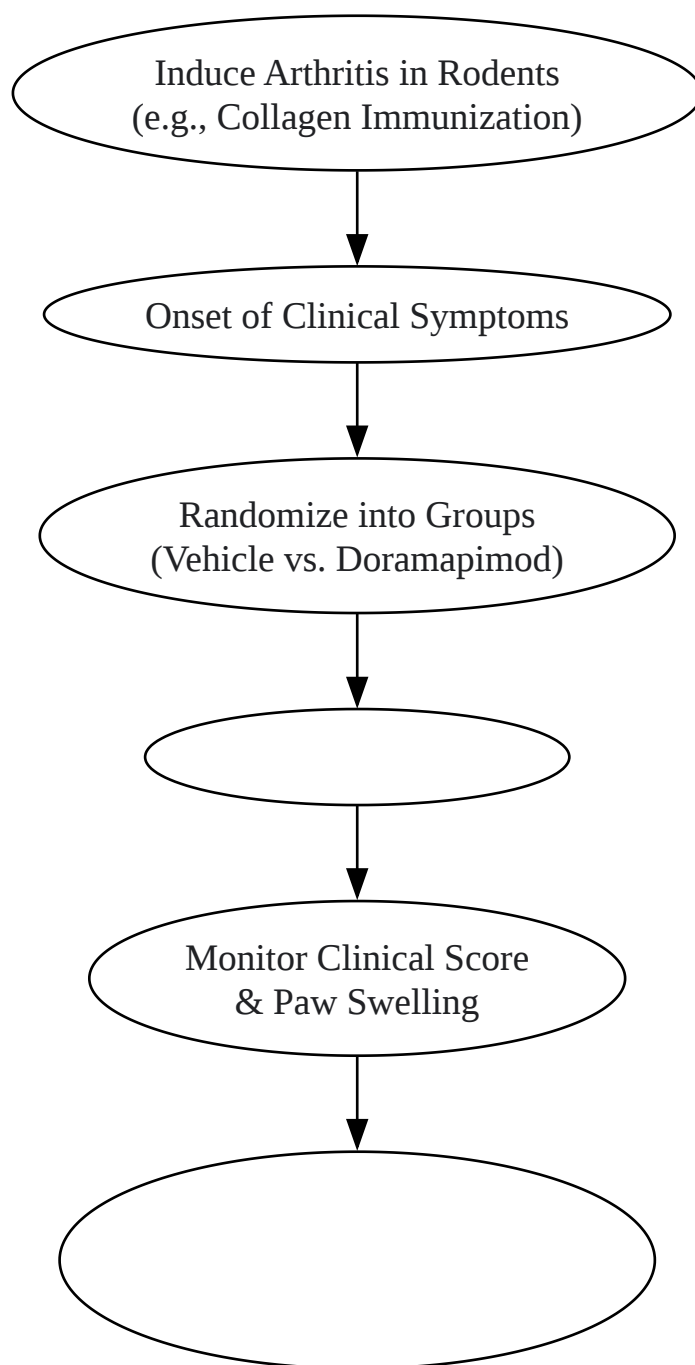 Induce Arthritis in Rodents
(e.g., Collagen Immunization)
Onset of Clinical Symptoms
Randomize into Groups
(Vehicle vs. Doramapimod)
Monitor Clinical Score
& Paw Swelling